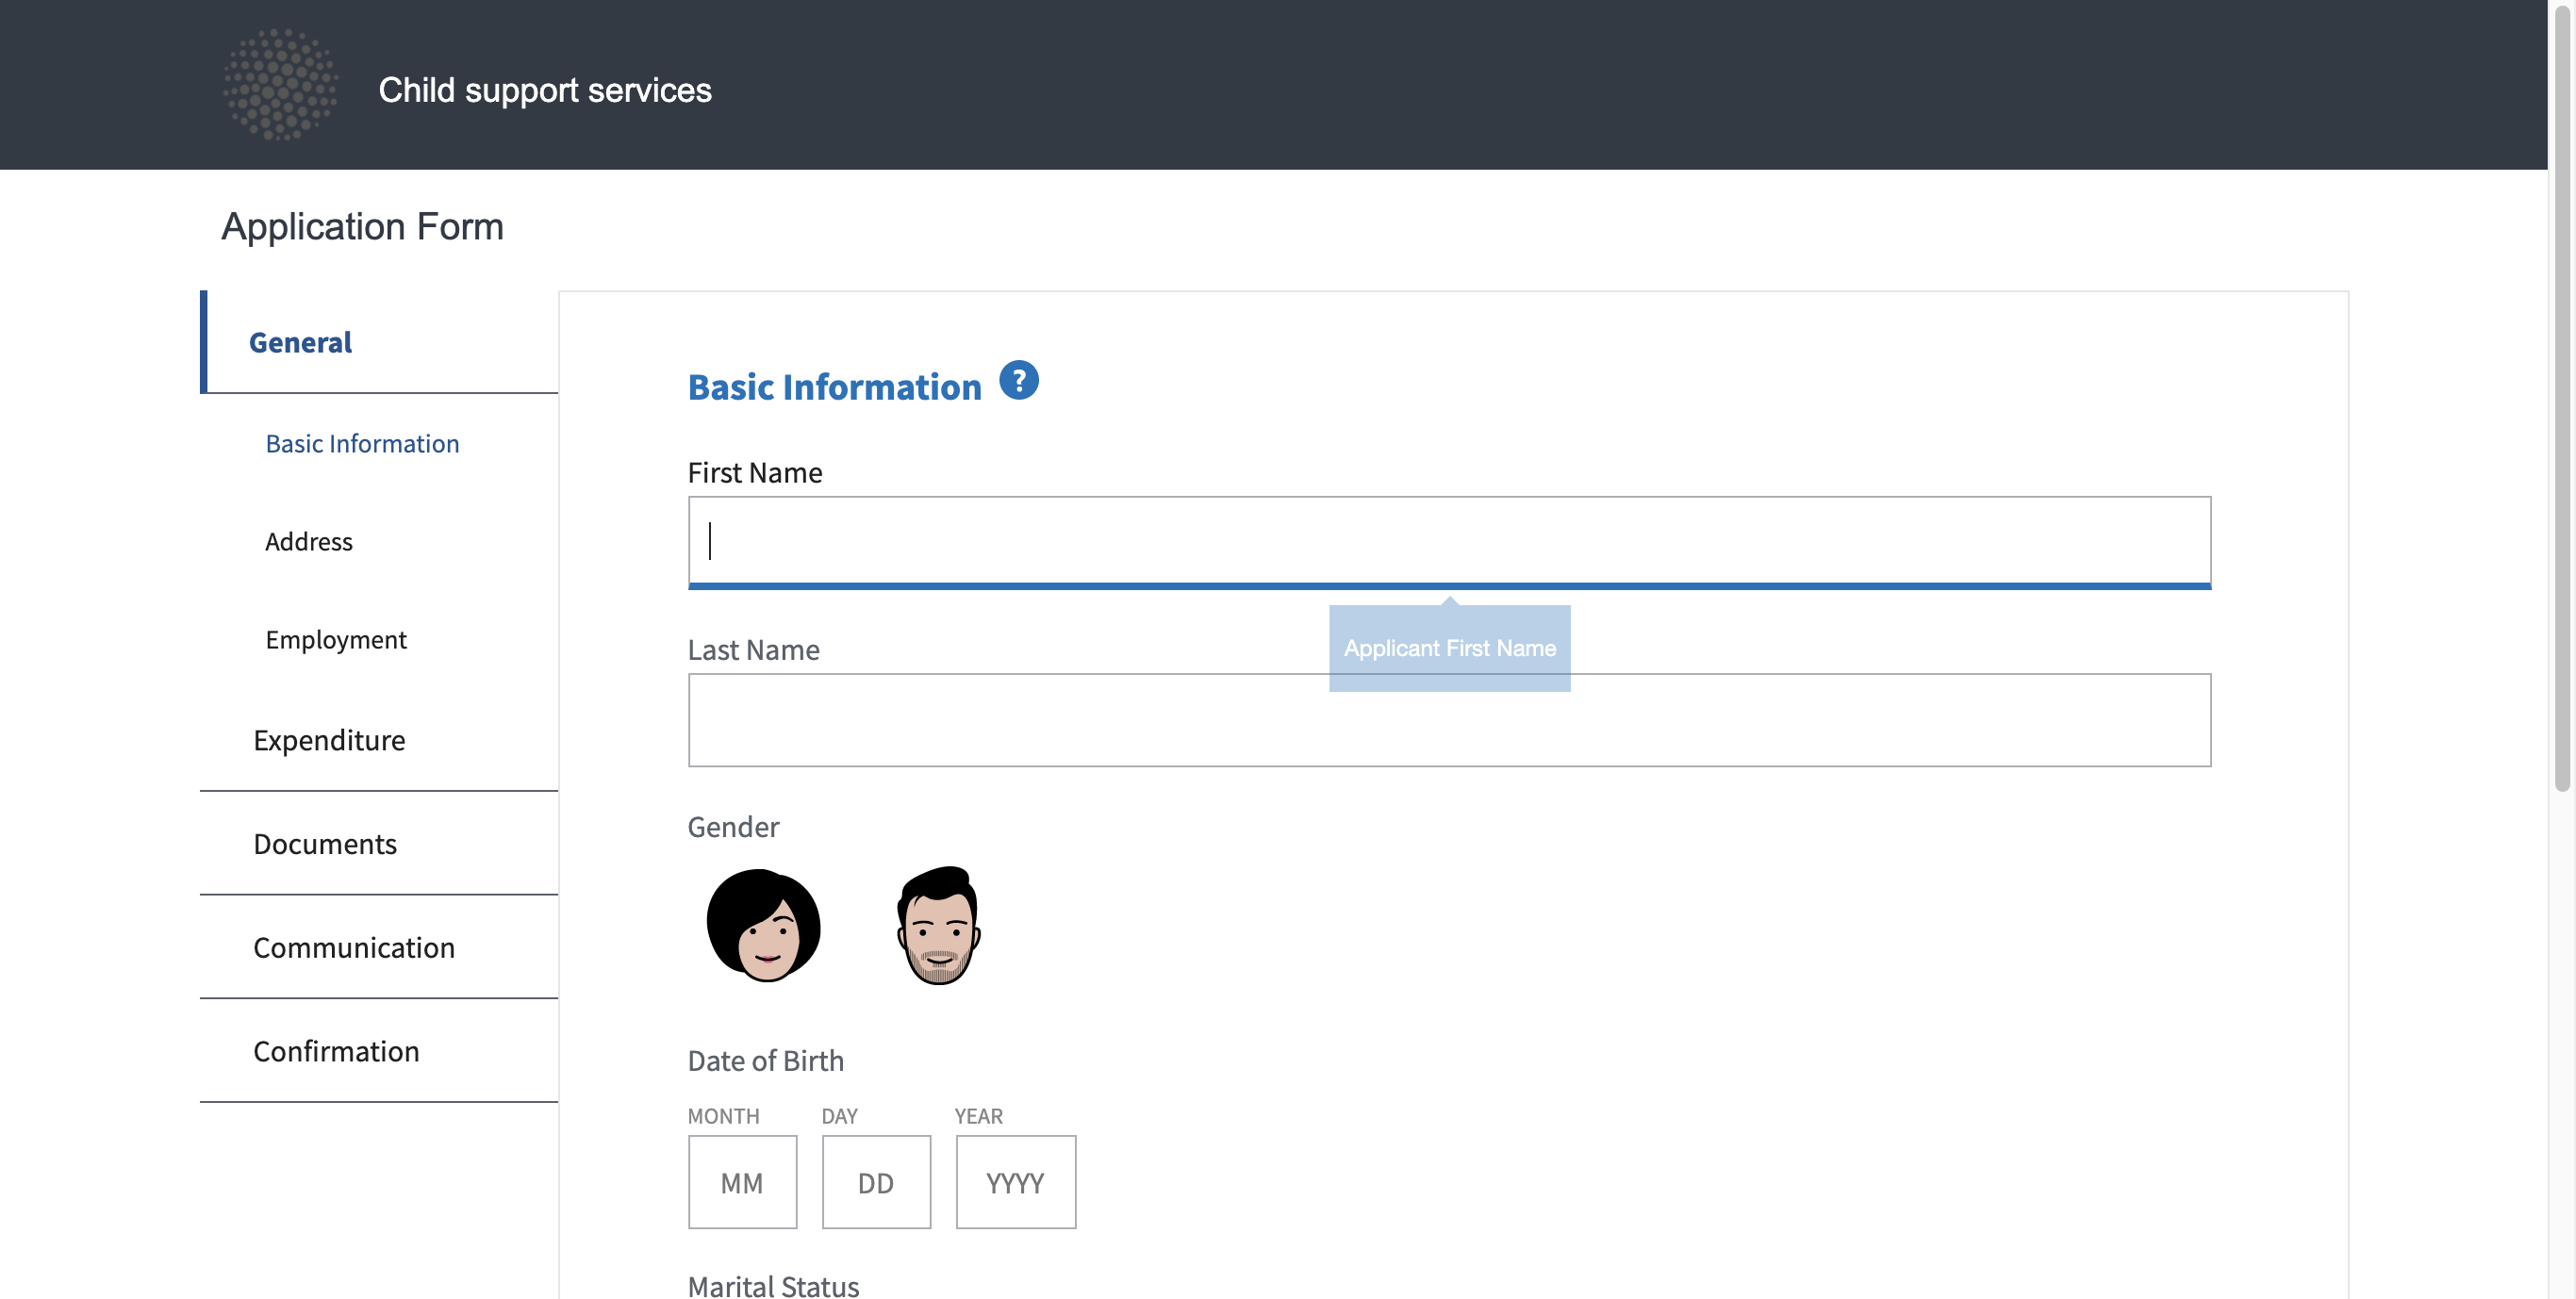 Child support services
Application Form
General
Basic Information
Address
Employment
Expenditure
Documents
Communication
Confirmation
Basic Information ?
First Name
Applicant First Name
Last Name
Gender
Date of Birth
MONTH DAY YEAR
MM DD YYYY
Marital Status